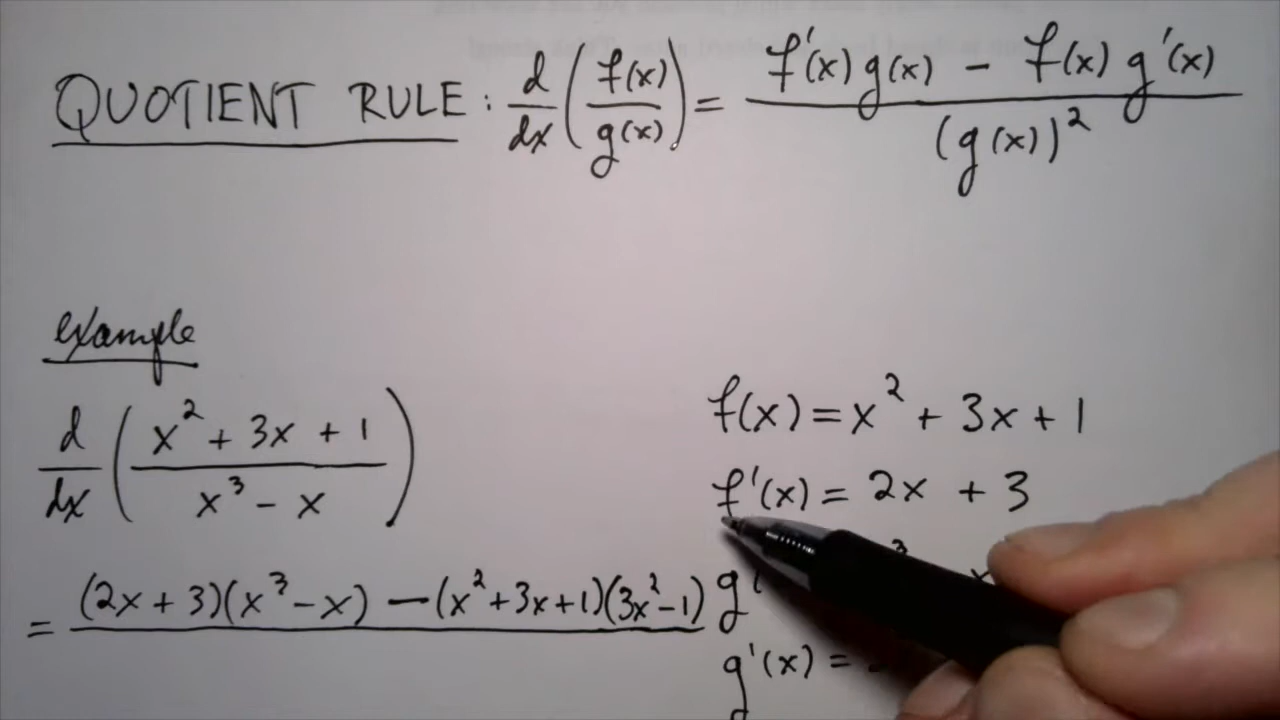 QUOTIENT RULE : d/dx (f(x)/g(x)) = (f'(x) g(x) - f(x) g'(x))/(g(x))²
example
d/dx ((x² + 3x + 1)/(x³ - x))
= (2x + 3)(x³ - x) - (x² + 3x + 1)(3x² - 1)
f(x) = x² + 3x + 1
f'(x) = 2x + 3
g
g'(x) =